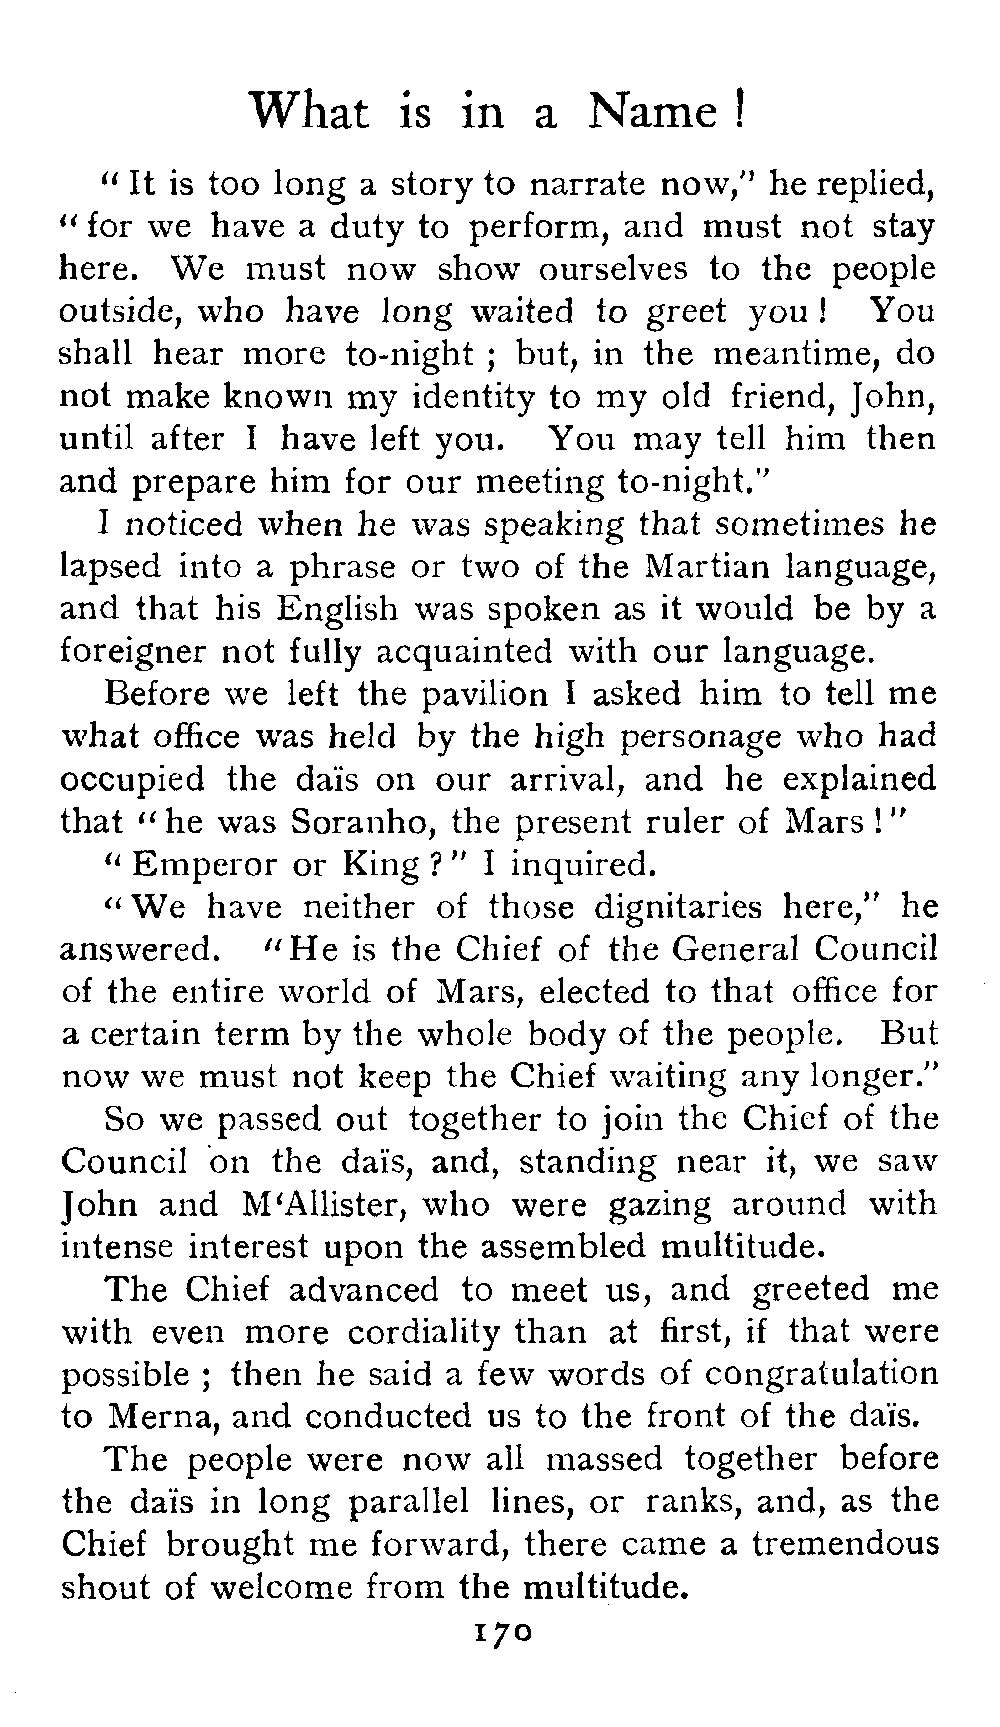 What is in a Name !
“ It is too long a story to narrate now,” he replied,
“ for we have a duty to perform, and must not stay
here. We must now show ourselves to the people
outside, who have long waited to greet you ! You
shall hear more to-night ; but, in the meantime, do
not make known my identity to my old friend, John,
until after I have left you. You may tell him then
and prepare him for our meeting to-night.”
I noticed when he was speaking that sometimes he
lapsed into a phrase or two of the Martian language,
and that his English was spoken as it would be by a
foreigner not fully acquainted with our language.
Before we left the pavilion I asked him to tell me
what office was held by the high personage who had
occupied the daïs on our arrival, and he explained
that “ he was Soranho, the present ruler of Mars ! ”
“ Emperor or King ? ” I inquired.
“ We have neither of those dignitaries here,” he
answered. “ He is the Chief of the General Council
of the entire world of Mars, elected to that office for
a certain term by the whole body of the people. But
now we must not keep the Chief waiting any longer.”
So we passed out together to join the Chief of the
Council on the daïs, and, standing near it, we saw
John and M‘Allister, who were gazing around with
intense interest upon the assembled multitude.
The Chief advanced to meet us, and greeted me
with even more cordiality than at first, if that were
possible ; then he said a few words of congratulation
to Merna, and conducted us to the front of the daïs.
The people were now all massed together before
the daïs in long parallel lines, or ranks, and, as the
Chief brought me forward, there came a tremendous
shout of welcome from the multitude.
170